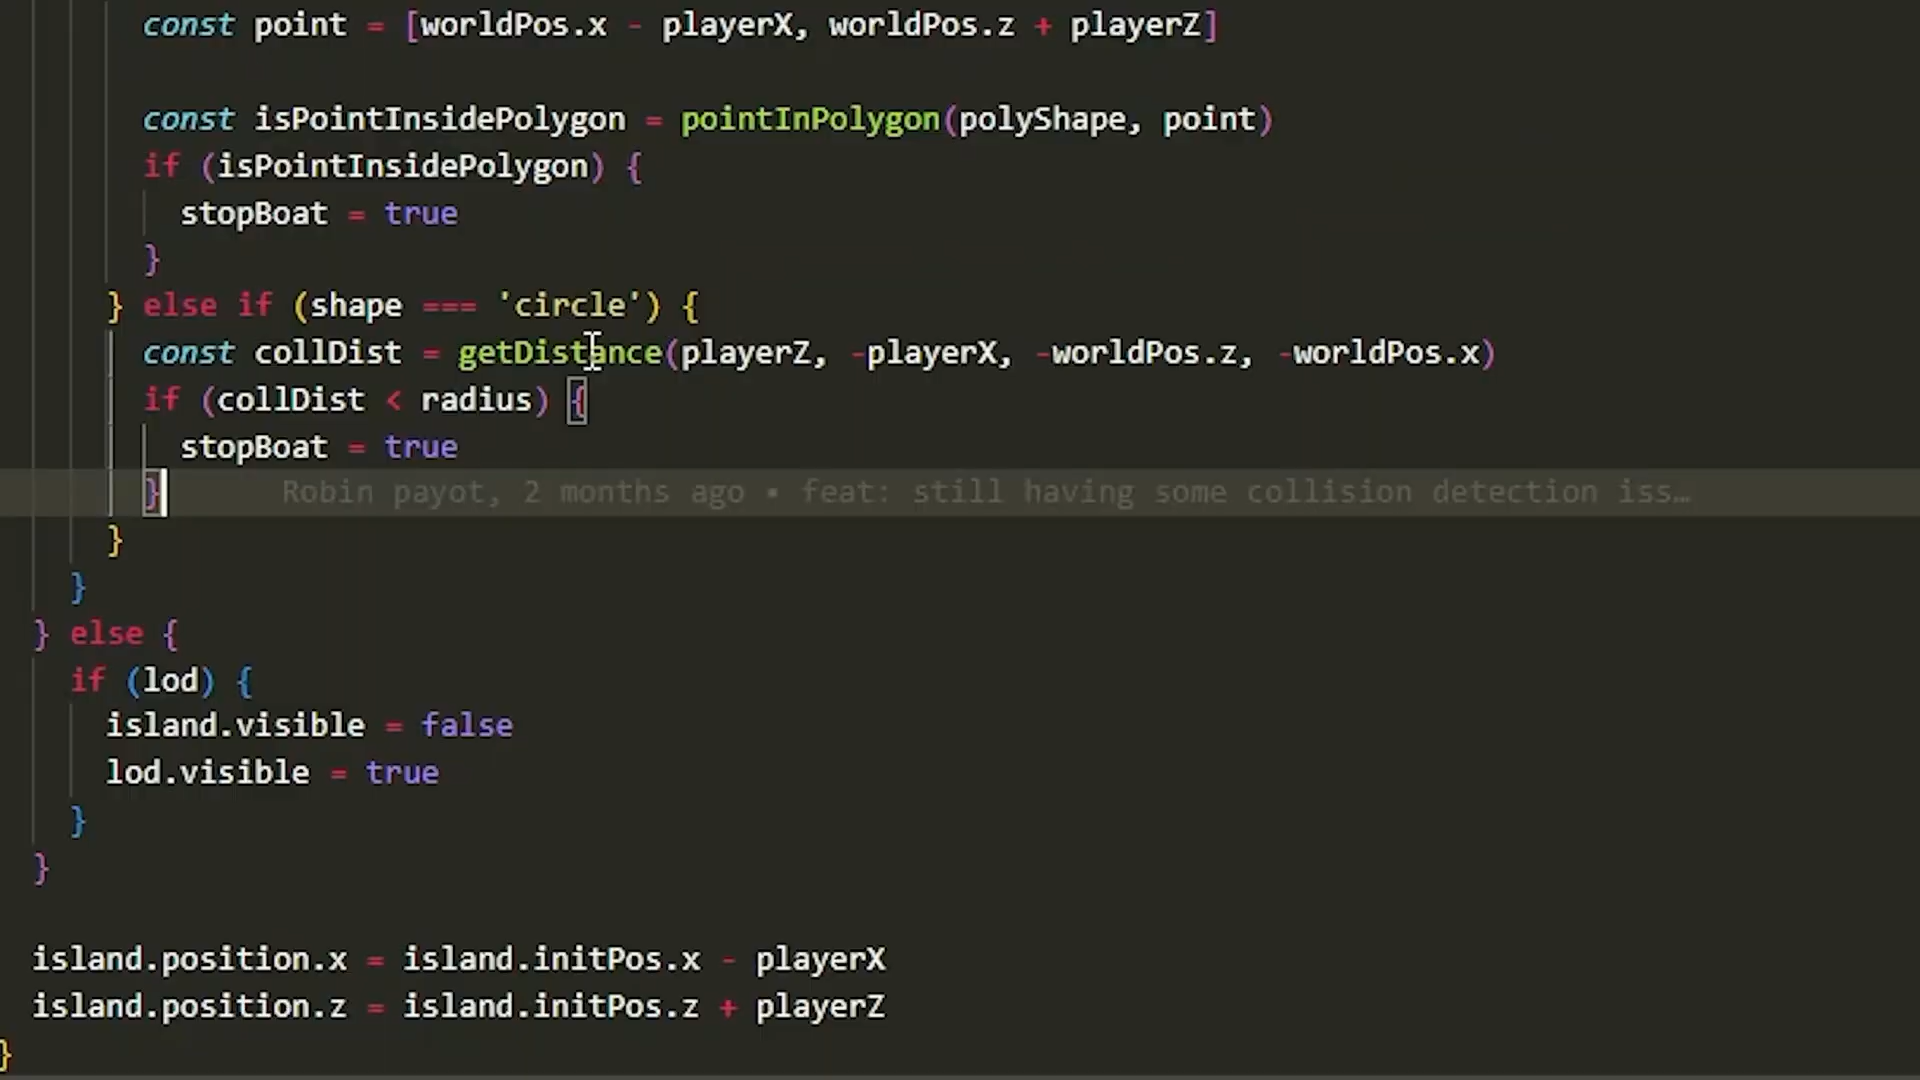 const point = [worldPos.x - playerX, worldPos.z + playerZ]
const isPointInsidePolygon = pointInPolygon(polyShape, point)
if (isPointInsidePolygon) {
stopBoat = true
}
} else if (shape === 'circle') {
const collDist = getDistance(playerZ, -playerX, -worldPos.z, -worldPos.x)
if (collDist < radius) {
stopBoat = true
} Robin payot, 2 months ago • feat: still having some collision detection iss…
}
}
} else {
if (lod) {
island.visible = false
lod.visible = true
}
}
island.position.x = island.initPos.x - playerX
island.position.z = island.initPos.z + playerZ
}